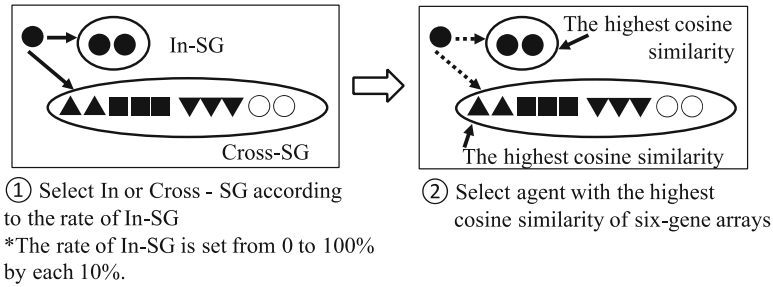 In-SG
Cross-SG
① Select In or Cross - SG according
to the rate of In-SG
*The rate of In-SG is set from 0 to 100%
by each 10%.
The highest cosine
similarity
The highest cosine similarity
② Select agent with the highest
cosine similarity of six-gene arrays